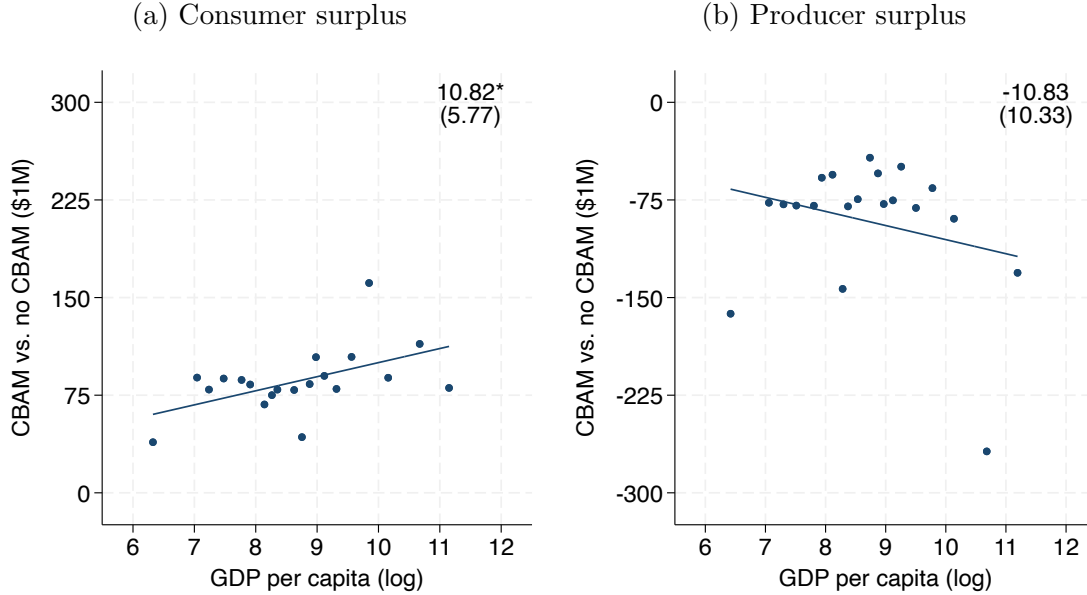 (a) Consumer surplus
10.82*
(5.77)
300
225
150
75
0
CBAM vs. no CBAM ($1M)
6 7 8 9 10 11 12
GDP per capita (log)
(b) Producer surplus
-10.83
(10.33)
0
-75
-150
-225
-300
CBAM vs. no CBAM ($1M)
6 7 8 9 10 11 12
GDP per capita (log)